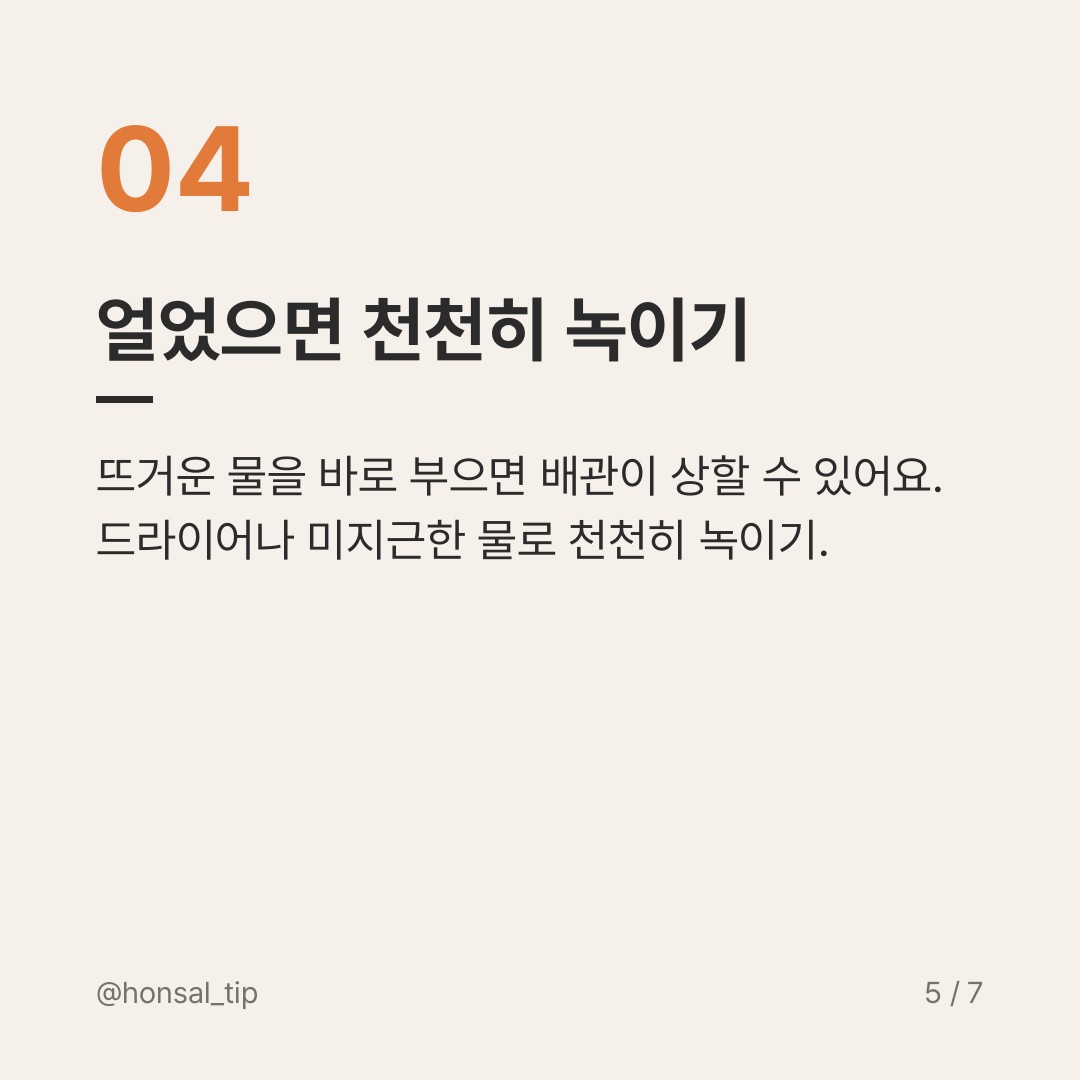 04
얼었으면 천천히 녹이기
뜨거운 물을 바로 부으면 배관이 상할 수 있어요.
드라이어나 미지근한 물로 천천히 녹이기.
@honsal_tip
5 / 7